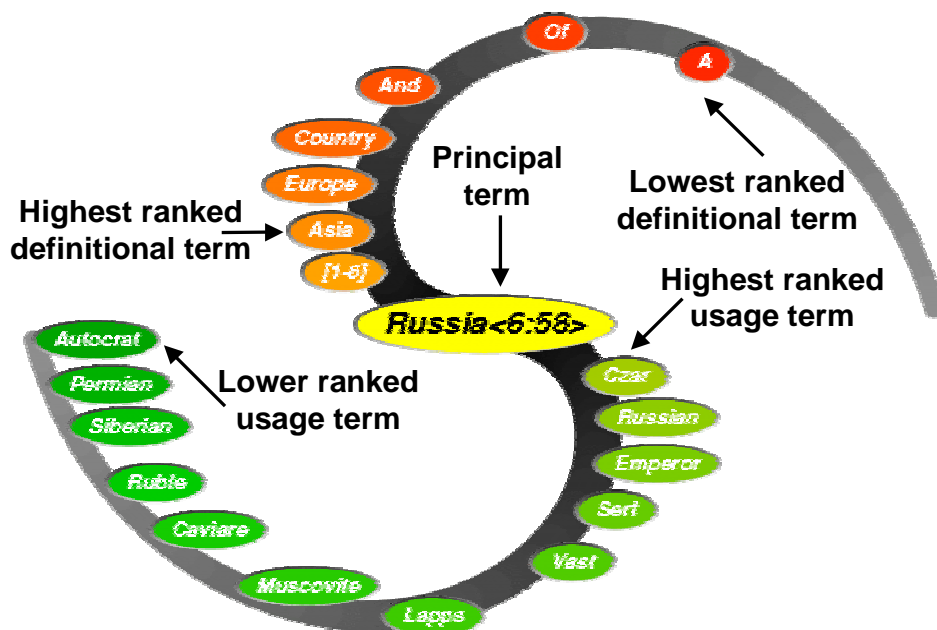 Of
A
And
Country
Europe
Asia
[1-6]
Principal
term
Lowest ranked
definitional term
Highest ranked
definitional term
Highest ranked
usage term
Russia<6:58>
Czar
Russian
Emperor
Serf
Vast
Lapps
Muscovite
Caviare
Ruble
Siberian
Permian
Autocrat
Lower ranked
usage term